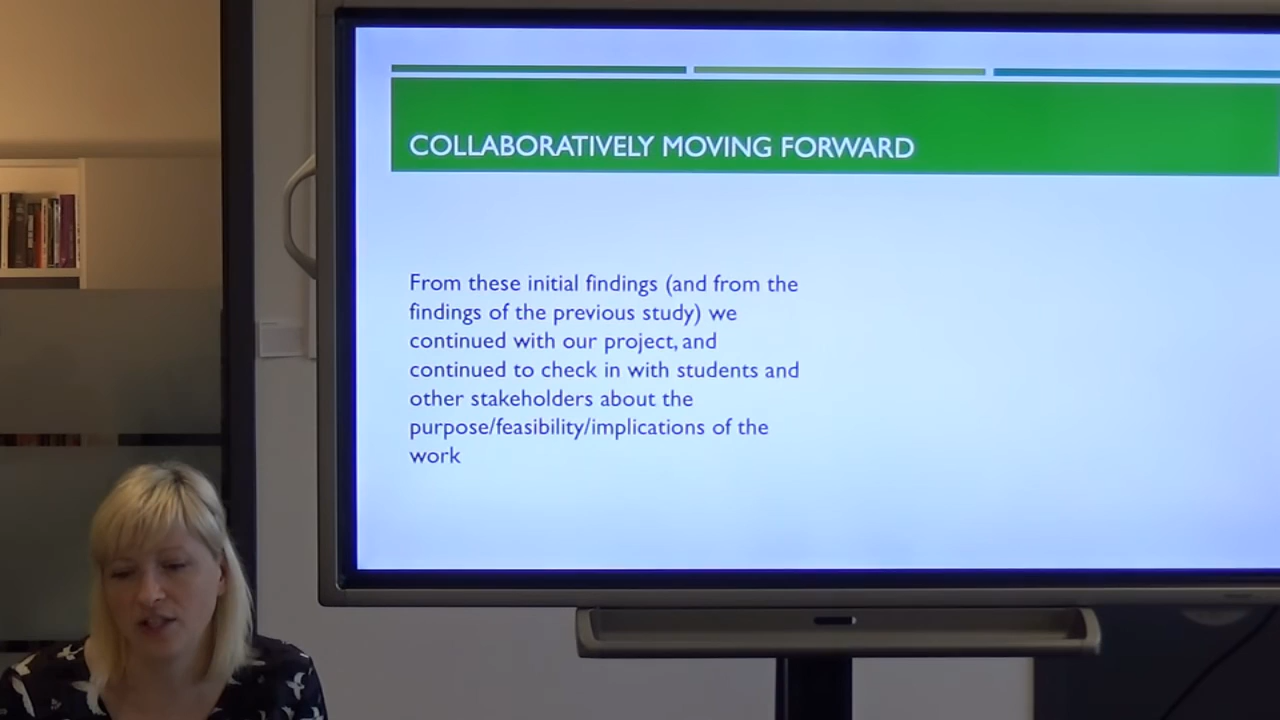 COLLABORATIVELY MOVING FORWARD
From these initial findings (and from the
findings of the previous study) we
continued with our project, and
continued to check in with students and
other stakeholders about the
purpose/feasibility/implications of the
work